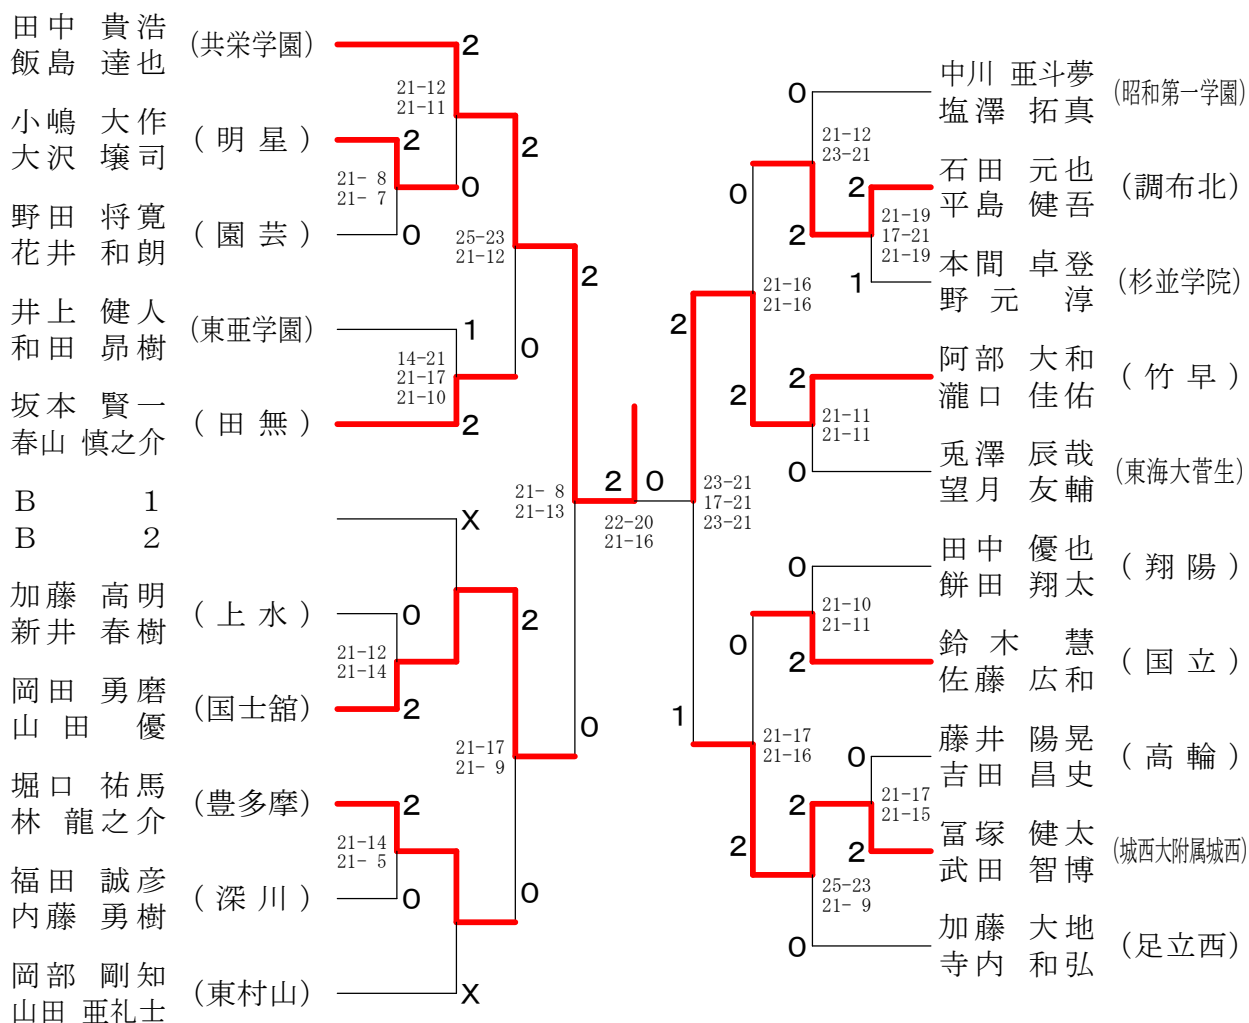 田中 貴浩
飯島 達也
(共栄学園)
2
21-12
21-11
小嶋 大作
大沢 壌司
(明星)
2
2
21- 8
21- 7
0
野田 将寛
花井 和朗
(園芸)
0
25-23
21-12
2
井上 健人
和田 昂樹
(東亜学園)
1
0
14-21
21-17
21-10
坂本 賢一
春山 慎之介
(田無)
2
B 1
B 2
X
21- 8
21-13
2
0
22-20
21-16
加藤 高明
新井 春樹
(上水)
0
2
21-12
21-14
岡田 勇磨
山田 優
(国士舘)
2
21-17
21- 9
0
堀口 祐馬
林 龍之介
(豊多摩)
2
21-14
21- 5
福田 誠彦
内藤 勇樹
(深川)
0
0
岡部 剛知
山田 亜礼士
(東村山)
X
中川 亜斗夢
塩澤 拓真
(昭和第一学園)
0
21-12
23-21
石田 元也
平島 健吾
(調布北)
2
0
21-19
17-21
21-19
2
本間 卓登
野元 淳
(杉並学院)
1
21-16
21-16
2
阿部 大和
瀧口 佳佑
(竹早)
2
2
21-11
21-11
兎澤 辰哉
望月 友輔
(東海大菅生)
0
23-21
17-21
23-21
田中 優也
餅田 翔太
(翔陽)
0
21-10
21-11
0
鈴木 慧
佐藤 広和
(国立)
2
1
21-17
21-16
藤井 陽晃
吉田 昌史
(高輪)
0
21-17
21-15
2
冨塚 健太
武田 智博
(城西大附属城西)
2
2
25-23
21- 9
加藤 大地
寺内 和弘
(足立西)
0